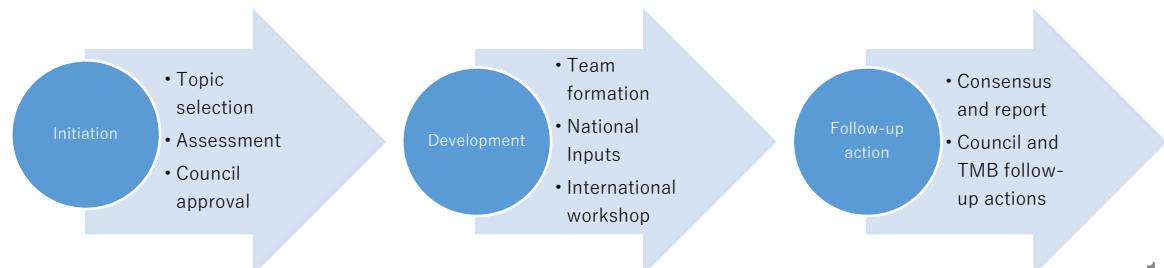 Initiation
• Topic
selection
• Assessment
• Council
approval
Development
• Team
formation
• National
Inputs
• International
workshop
Follow-up
action
• Consensus
and report
• Council and
TMB follow-
up actions